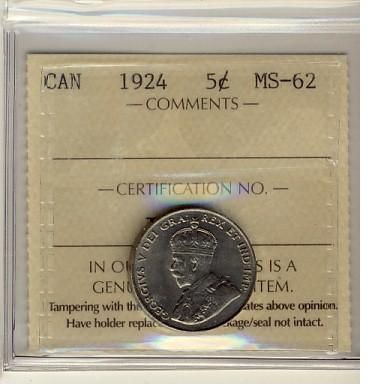 CAN 1924 5¢ MS-62
— COMMENTS —
— CERTIFICATION NO. —
GEORGIVS V DEI GRA: REX ET IND: IMP:
IN S IS A
GEN ITEM.
Tampering with the ates above opinion.
Have holder replac kage/seal not intact.